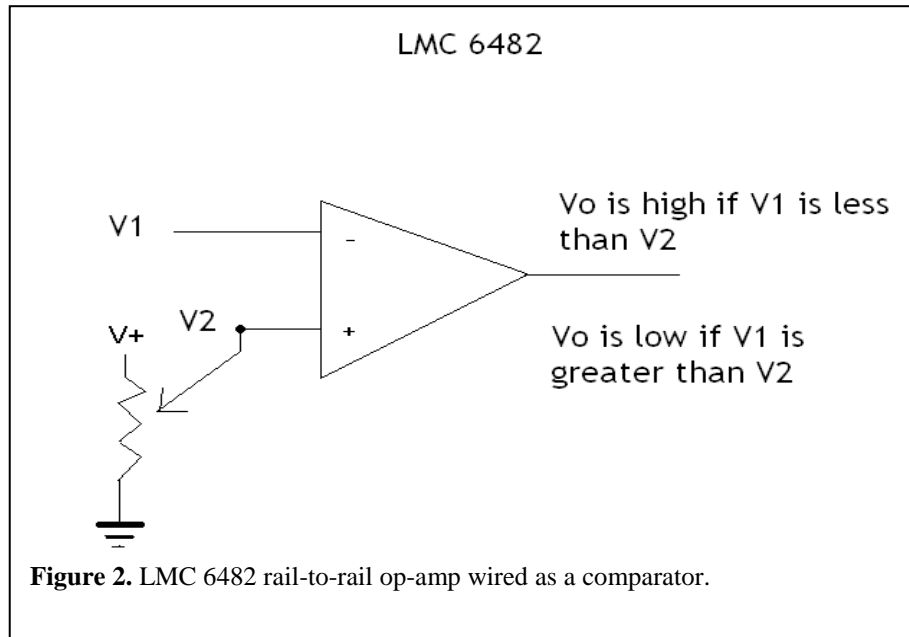 LMC 6482
V1
-
Vo is high if V1 is less
than V2
V2
+
V+
Vo is low if V1 is
greater than V2
Figure 2. LMC 6482 rail-to-rail op-amp wired as a comparator.